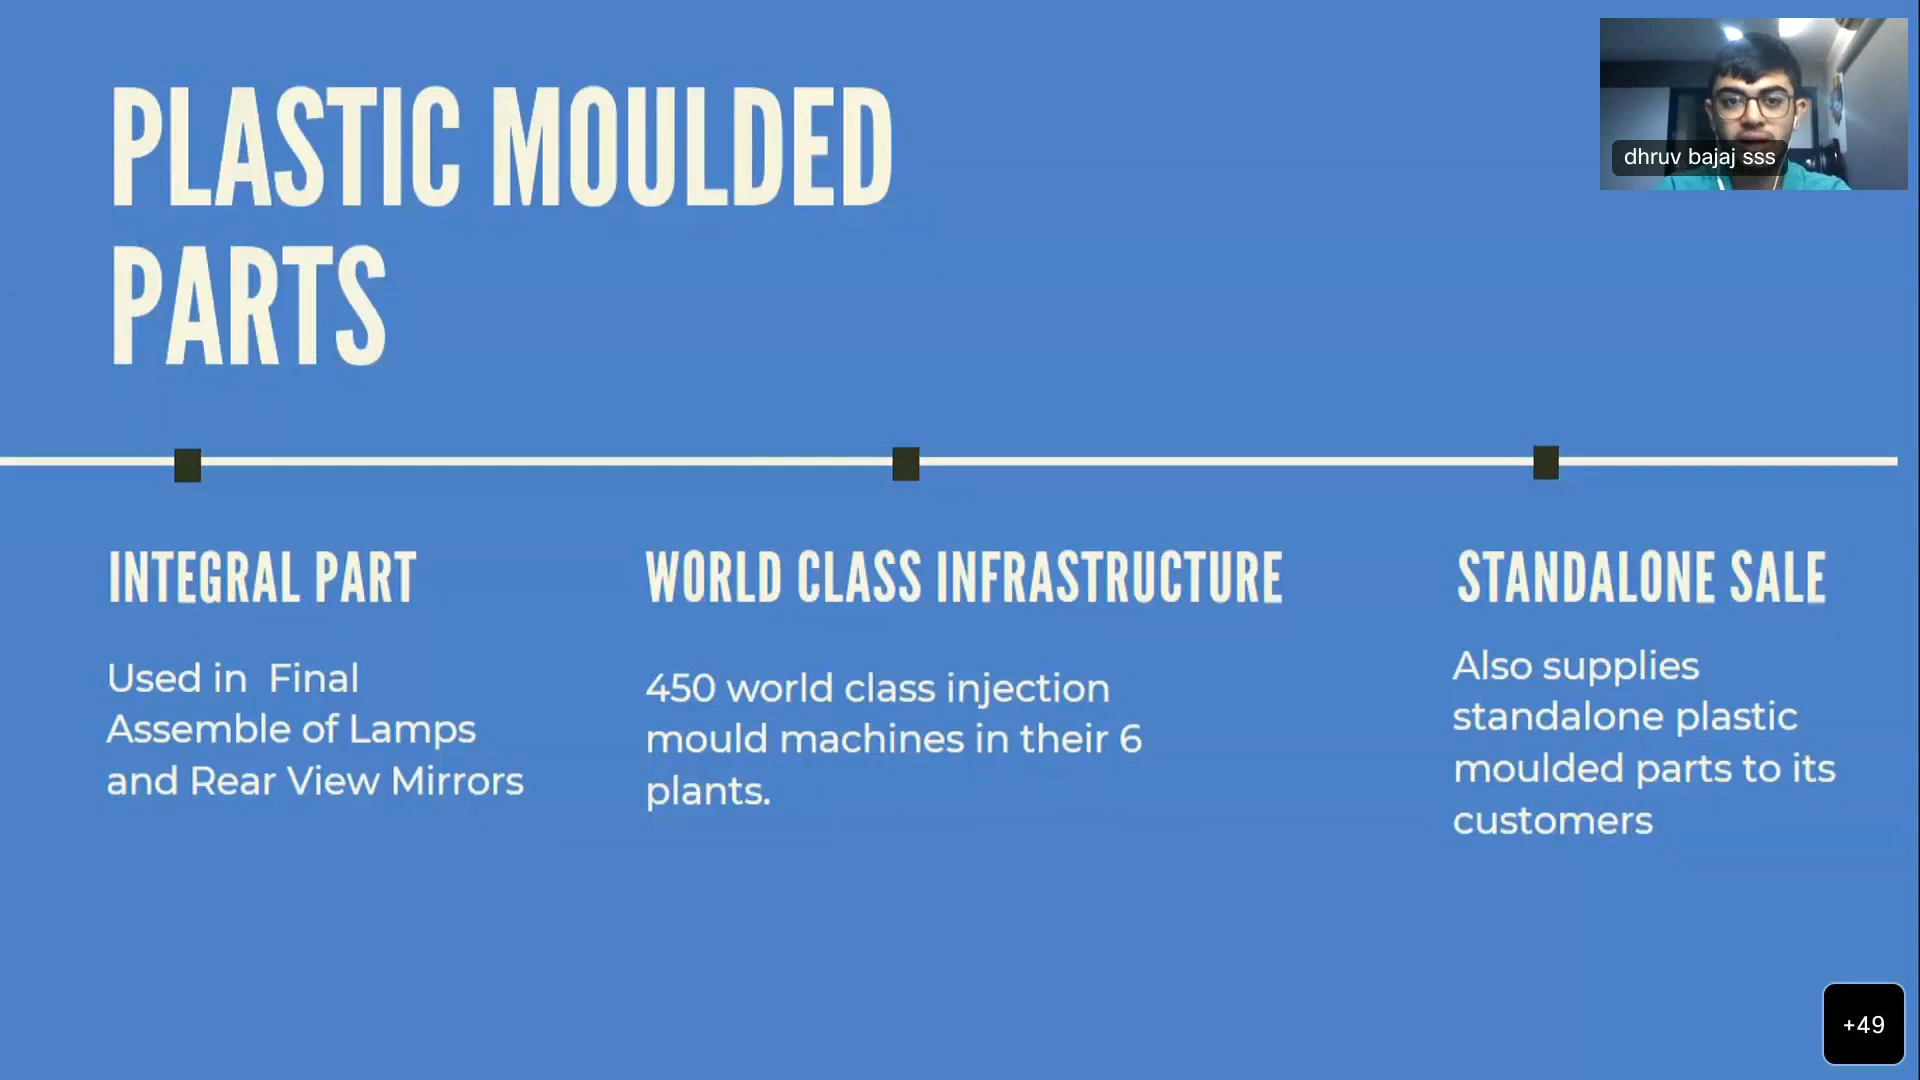 PLASTIC MOULDED
PARTS
dhruv bajaj sss
INTEGRAL PART
Used in  Final
Assemble of Lamps
and Rear View Mirrors
WORLD CLASS INFRASTRUCTURE
450 world class injection
mould machines in their 6
plants.
STANDALONE SALE
Also supplies
standalone plastic
moulded parts to its
customers
+49